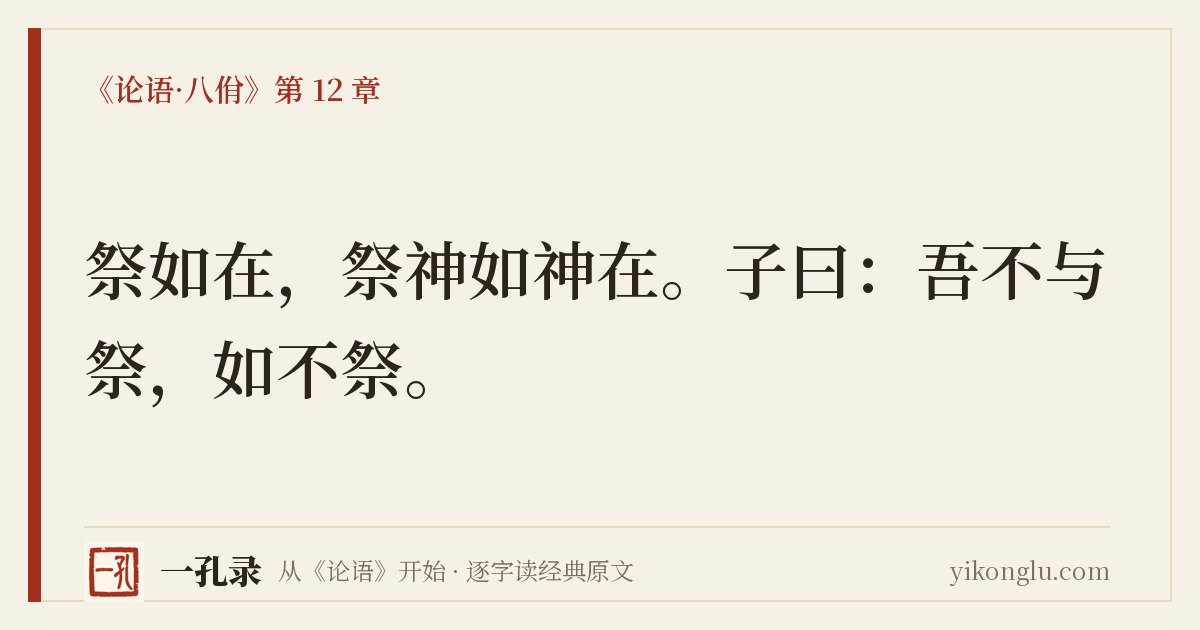 《论语·八佾》第 12 章
祭如在，祭神如神在。子曰：吾不与
祭，如不祭。
一孔 一孔录 从《论语》开始 · 逐字读经典原文 yikonglu.com